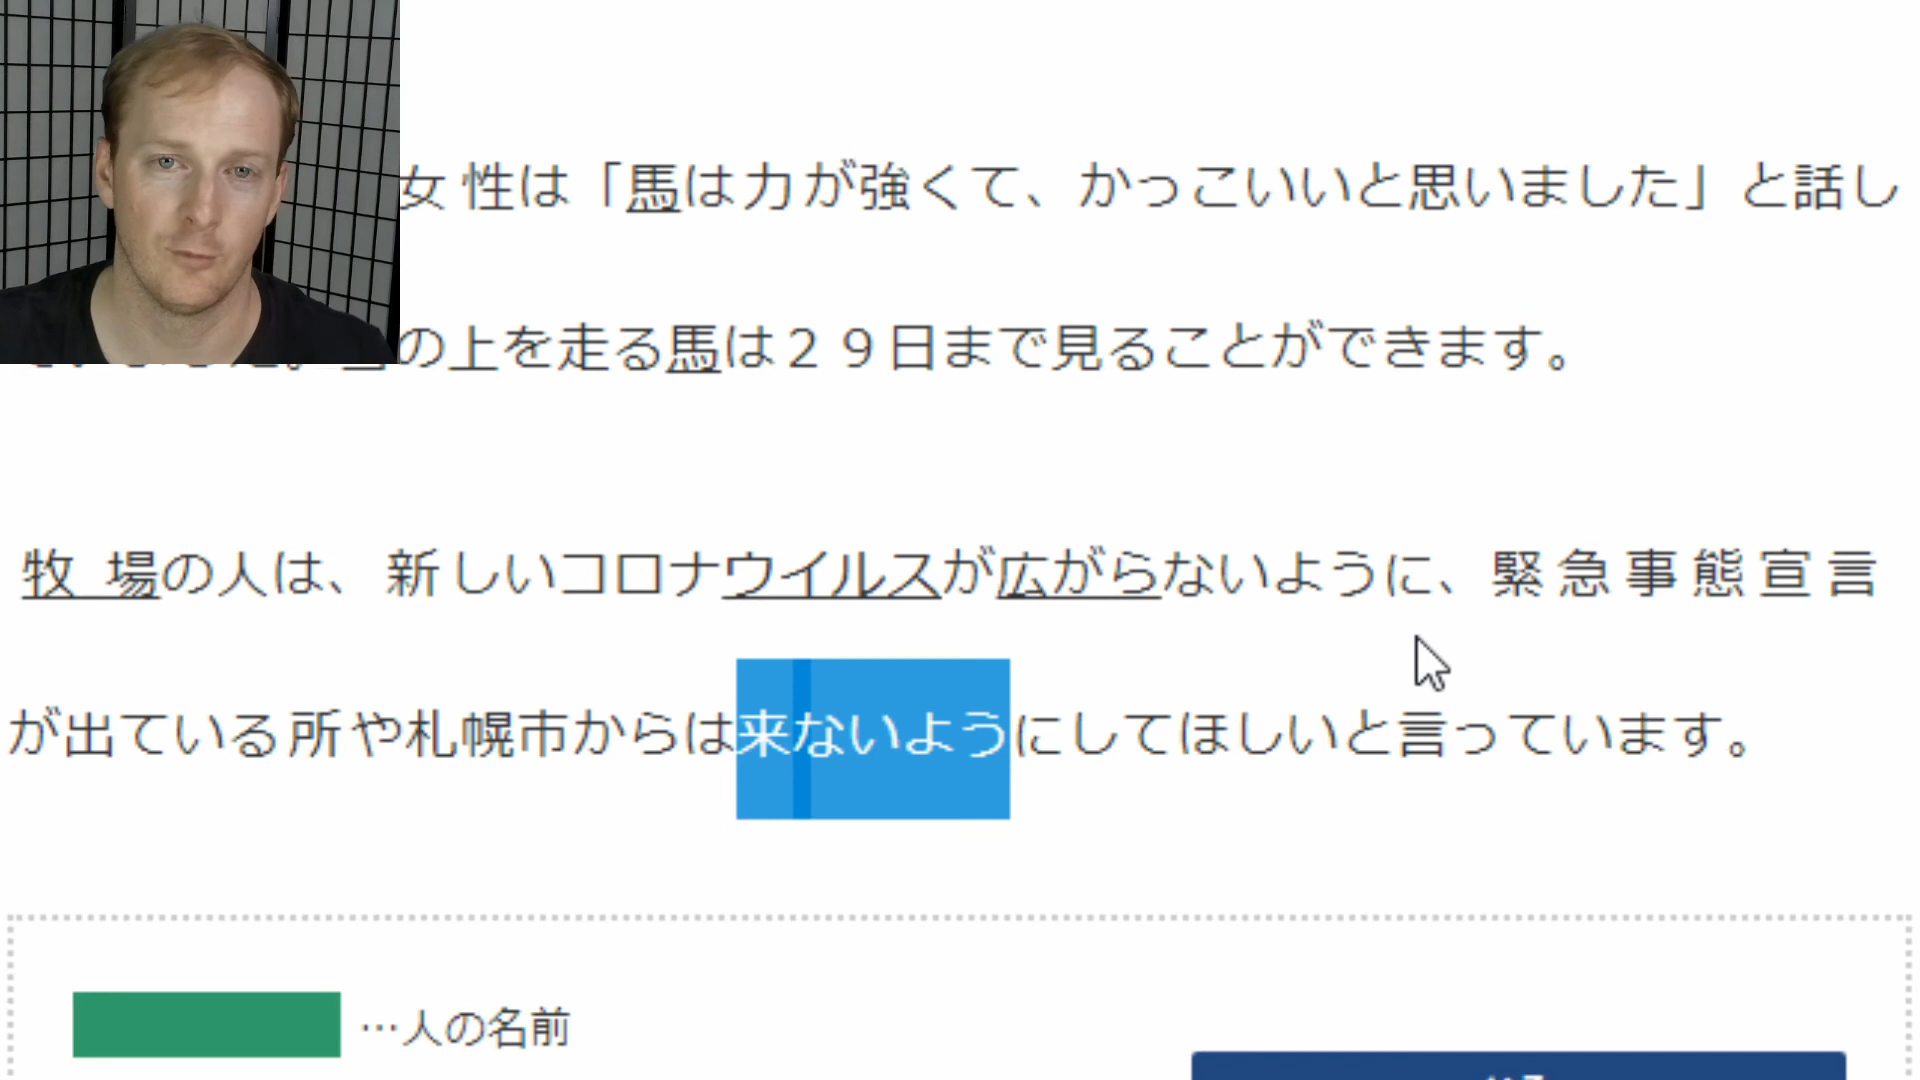 女性は「馬は力が強くて、かっこいいと思いました」と話し
の上を走る馬は29日まで見ることができます。
牧場の人は、新しいコロナウイルスが広がらないように、緊急事態宣言
が出ている所や札幌市からは来ないようにしてほしいと言っています。
…人の名前